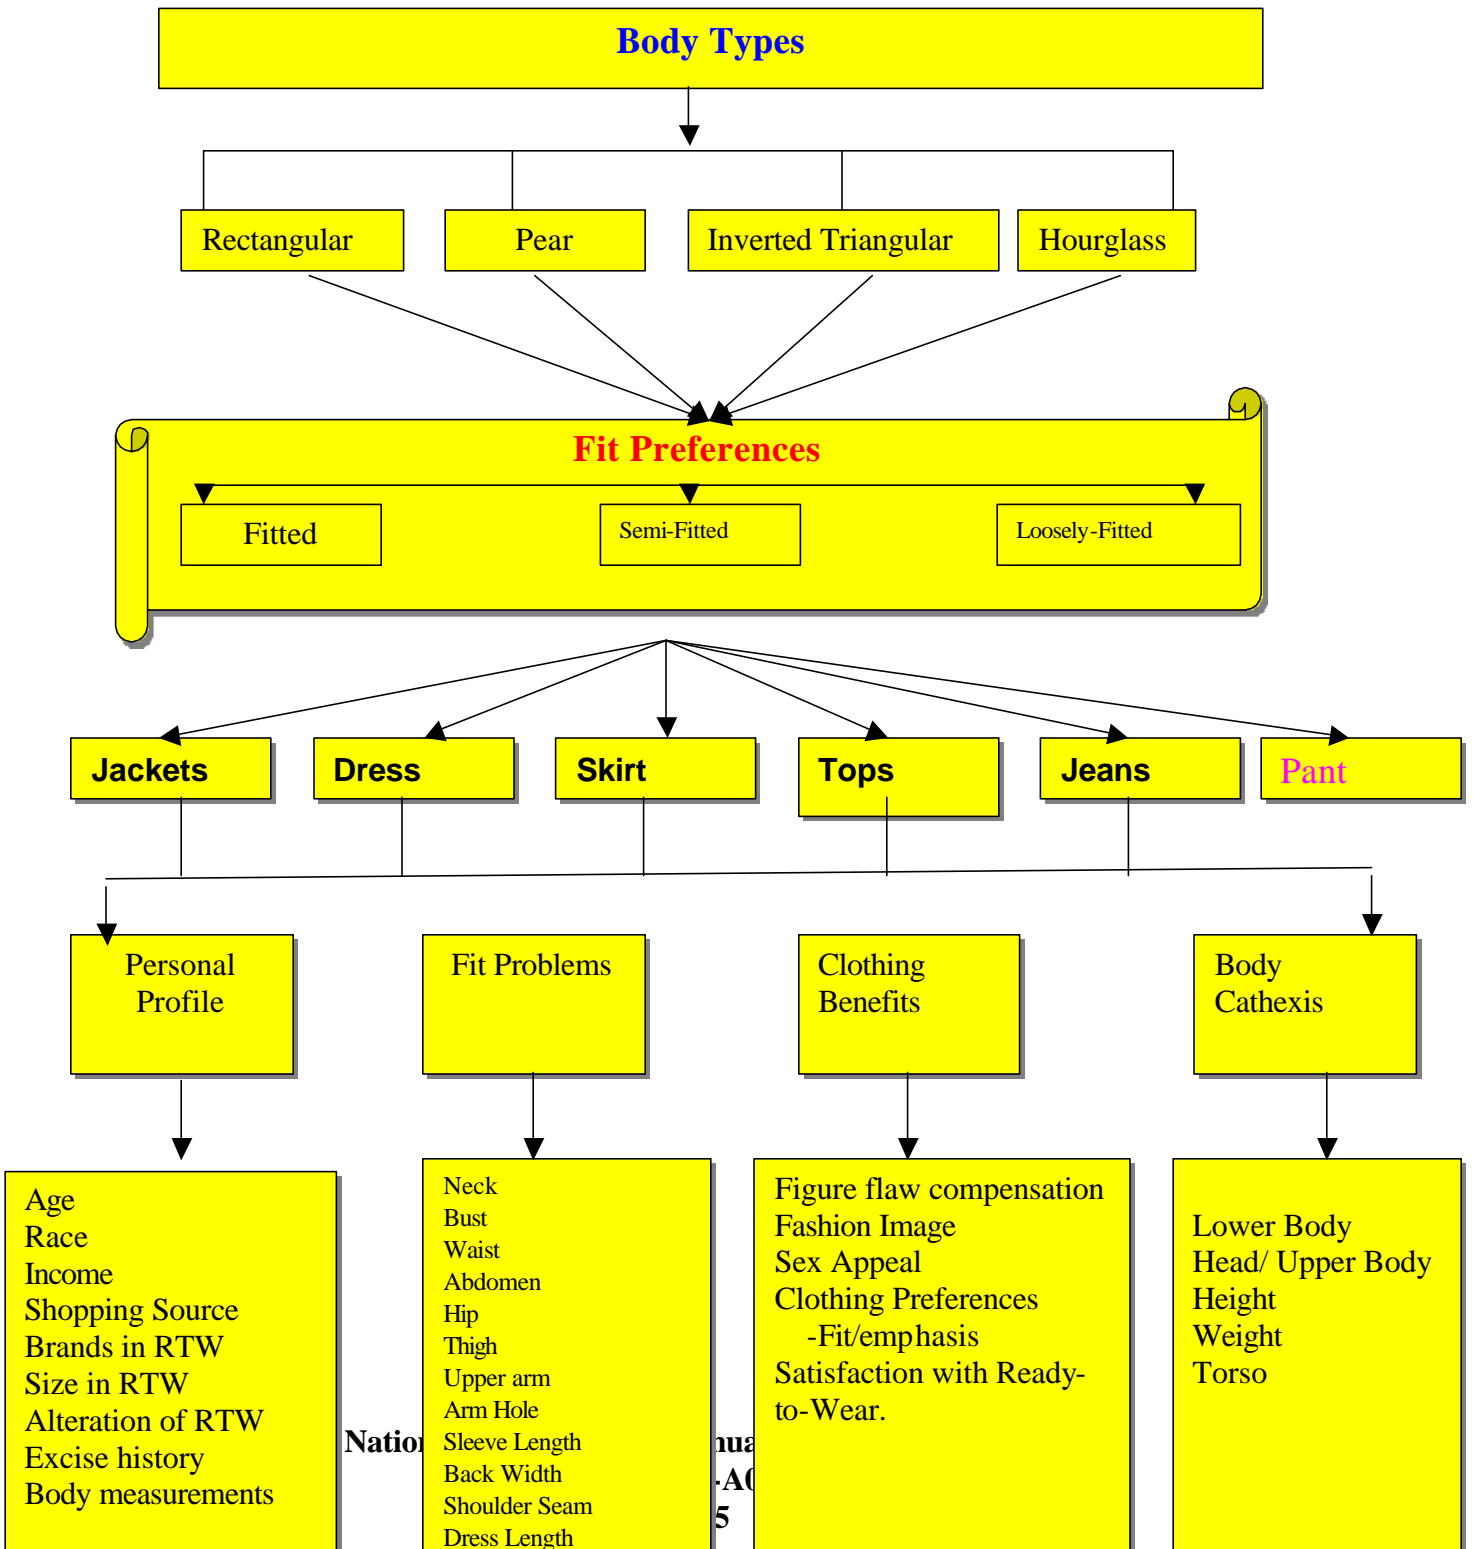 Body Types
Rectangular
Pear
Inverted Triangular
Hourglass
Fit Preferences
Fitted
Semi-Fitted
Loosely-Fitted
Jackets
Dress
Skirt
Tops
Jeans
Pant
Personal
Profile
Fit Problems
Clothing
Benefits
Body
Cathexis
Age
Race
Income
Shopping Source
Brands in RTW
Size in RTW
Alteration of RTW
Excise history
Body measurements
Neck
Bust
Waist
Abdomen
Hip
Thigh
Upper arm
Arm Hole
Sleeve Length
Back Width
Shoulder Seam
Dress Length
Figure flaw compensation
Fashion Image
Sex Appeal
Clothing Preferences
-Fit/emphasis
Satisfaction with Ready-
to-Wear.
Lower Body
Head/ Upper Body
Height
Weight
Torso
5